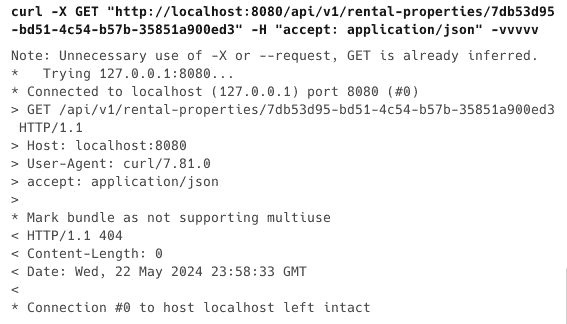 curl -X GET "http://localhost:8080/api/v1/rental-properties/7db53d95
-bd51-4c54-b57b-35851a900ed3" -H "accept: application/json" -vvvvv
Note: Unnecessary use of -X or --request, GET is already inferred.
*   Trying 127.0.0.1:8080...
* Connected to localhost (127.0.0.1) port 8080 (#0)
> GET /api/v1/rental-properties/7db53d95-bd51-4c54-b57b-35851a900ed3
 HTTP/1.1
> Host: localhost:8080
> User-Agent: curl/7.81.0
> accept: application/json
>
* Mark bundle as not supporting multiuse
< HTTP/1.1 404
< Content-Length: 0
< Date: Wed, 22 May 2024 23:58:33 GMT
<
* Connection #0 to host localhost left intact